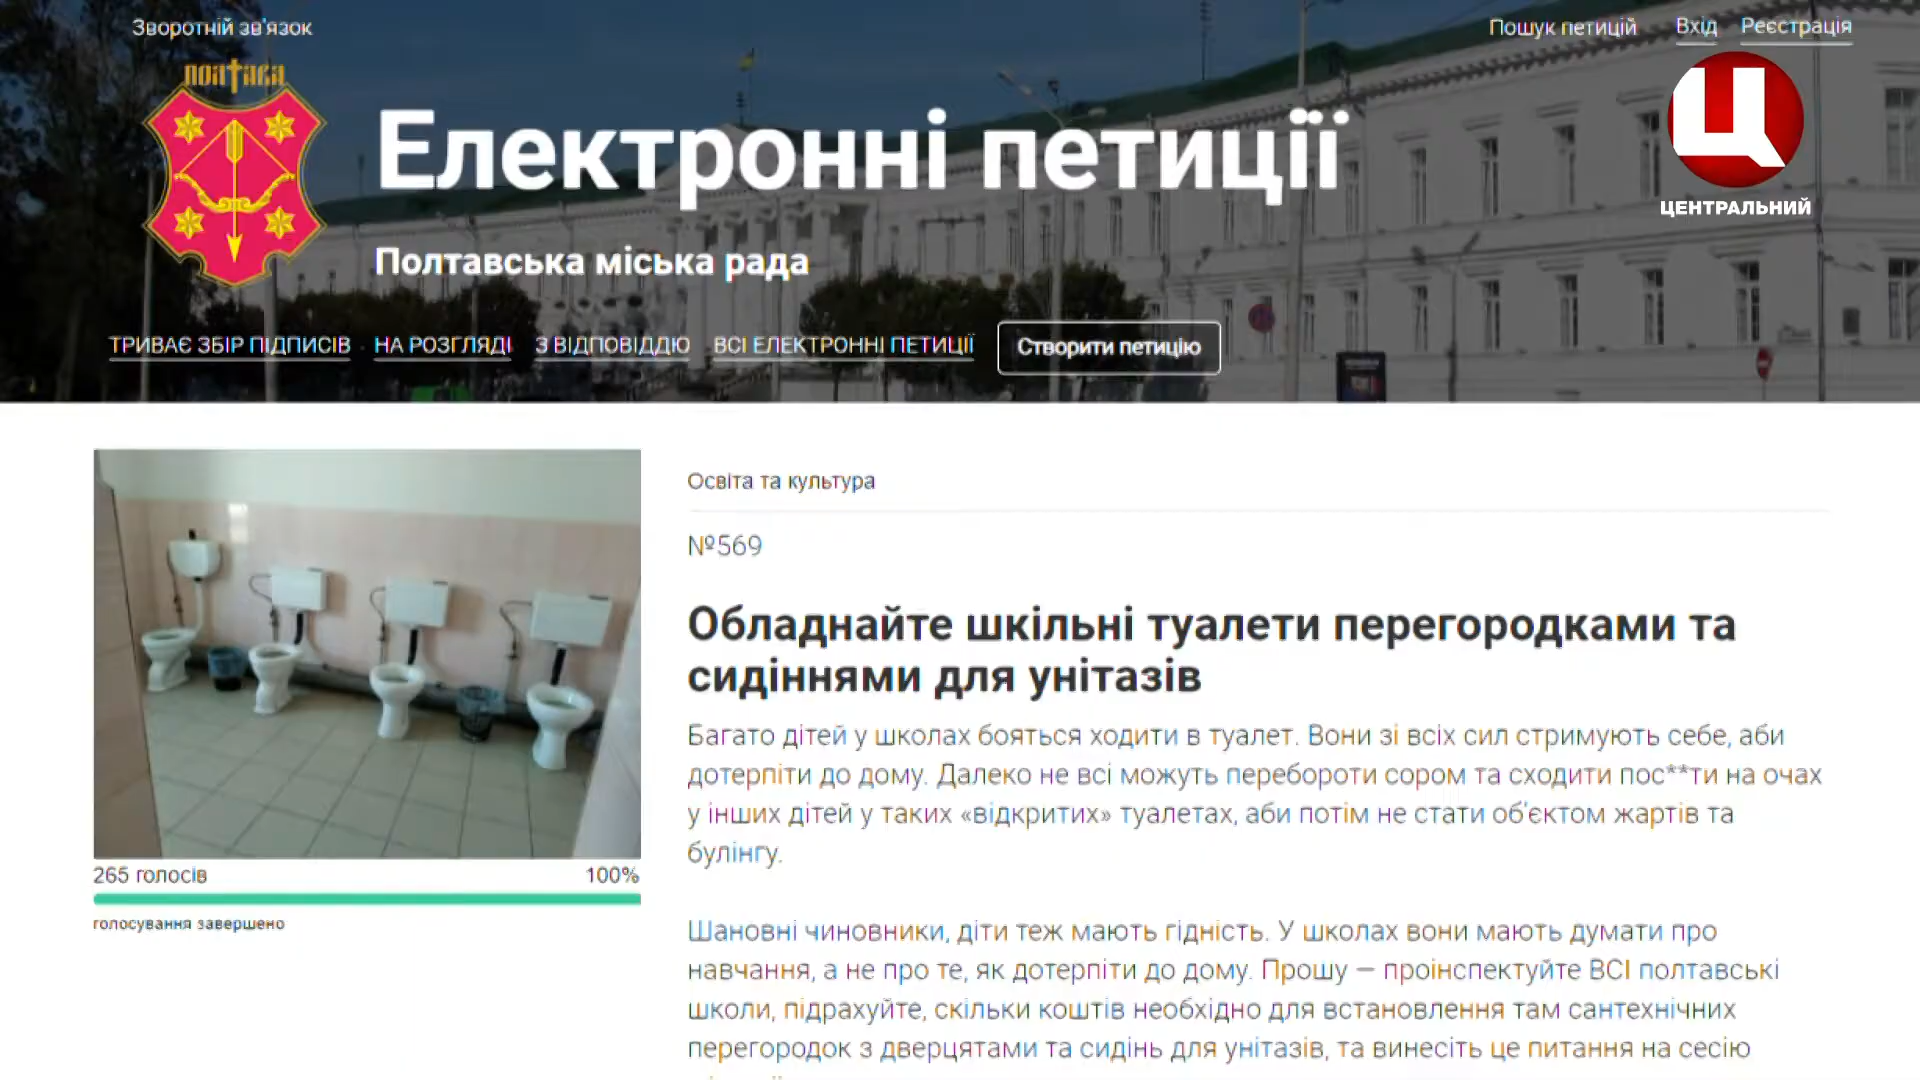 Зворотній зв'язок
Пошук петицій
Вхід
Реєстрація
полтава
Електронні петиції
Ц
ЦЕНТРАЛЬНИЙ
Полтавська міська рада
ТРИВАЄ ЗБІР ПІДПИСІВ
НА РОЗГЛЯДІ
З ВІДПОВІДДЮ
ВСІ ЕЛЕКТРОННІ ПЕТИЦІЇ
Створити петицію
Освіта та культура
№569
Обладнайте шкільні туалети перегородками та
сидіннями для унітазів
Багато дітей у школах бояться ходити в туалет. Вони зі всіх сил стримують себе, аби
дотерпіти до дому. Далеко не всі можуть перебороти сором та сходити пос**ти на очах
у інших дітей у таких «відкритих» туалетах, аби потім не стати об'єктом жартів та
булінгу.
265 голосів
100%
голосування завершено
Шановні чиновники, діти теж мають гідність. У школах вони мають думати про
навчання, а не про те, як дотерпіти до дому. Прошу — проінспектуйте ВСІ полтавські
школи, підрахуйте, скільки коштів необхідно для встановлення там сантехнічних
перегородок з дверцятами та сидінь для унітазів, та винесіть це питання на сесію